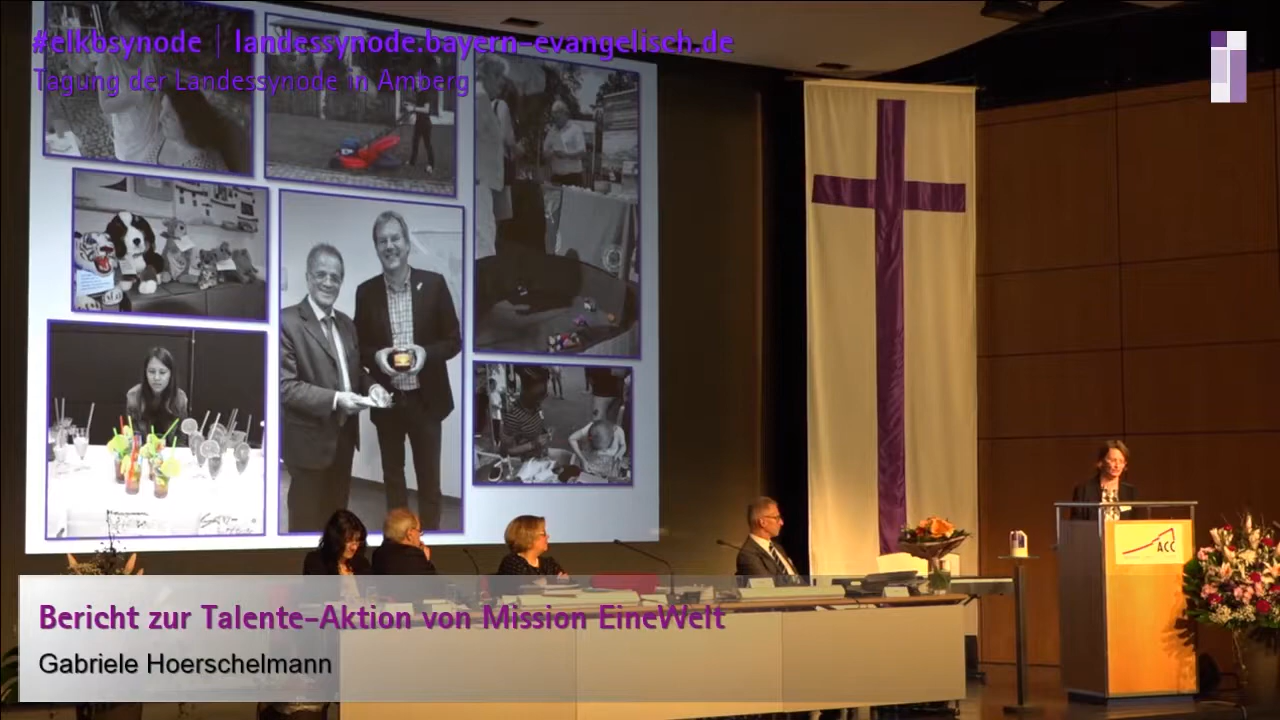 #elkbsynode | landessynode.bayern-evangelisch.de
Tagung der Landessynode in Amberg
ACC
Bericht zur Talente-Aktion von Mission EineWelt
Gabriele Hoerschelmann